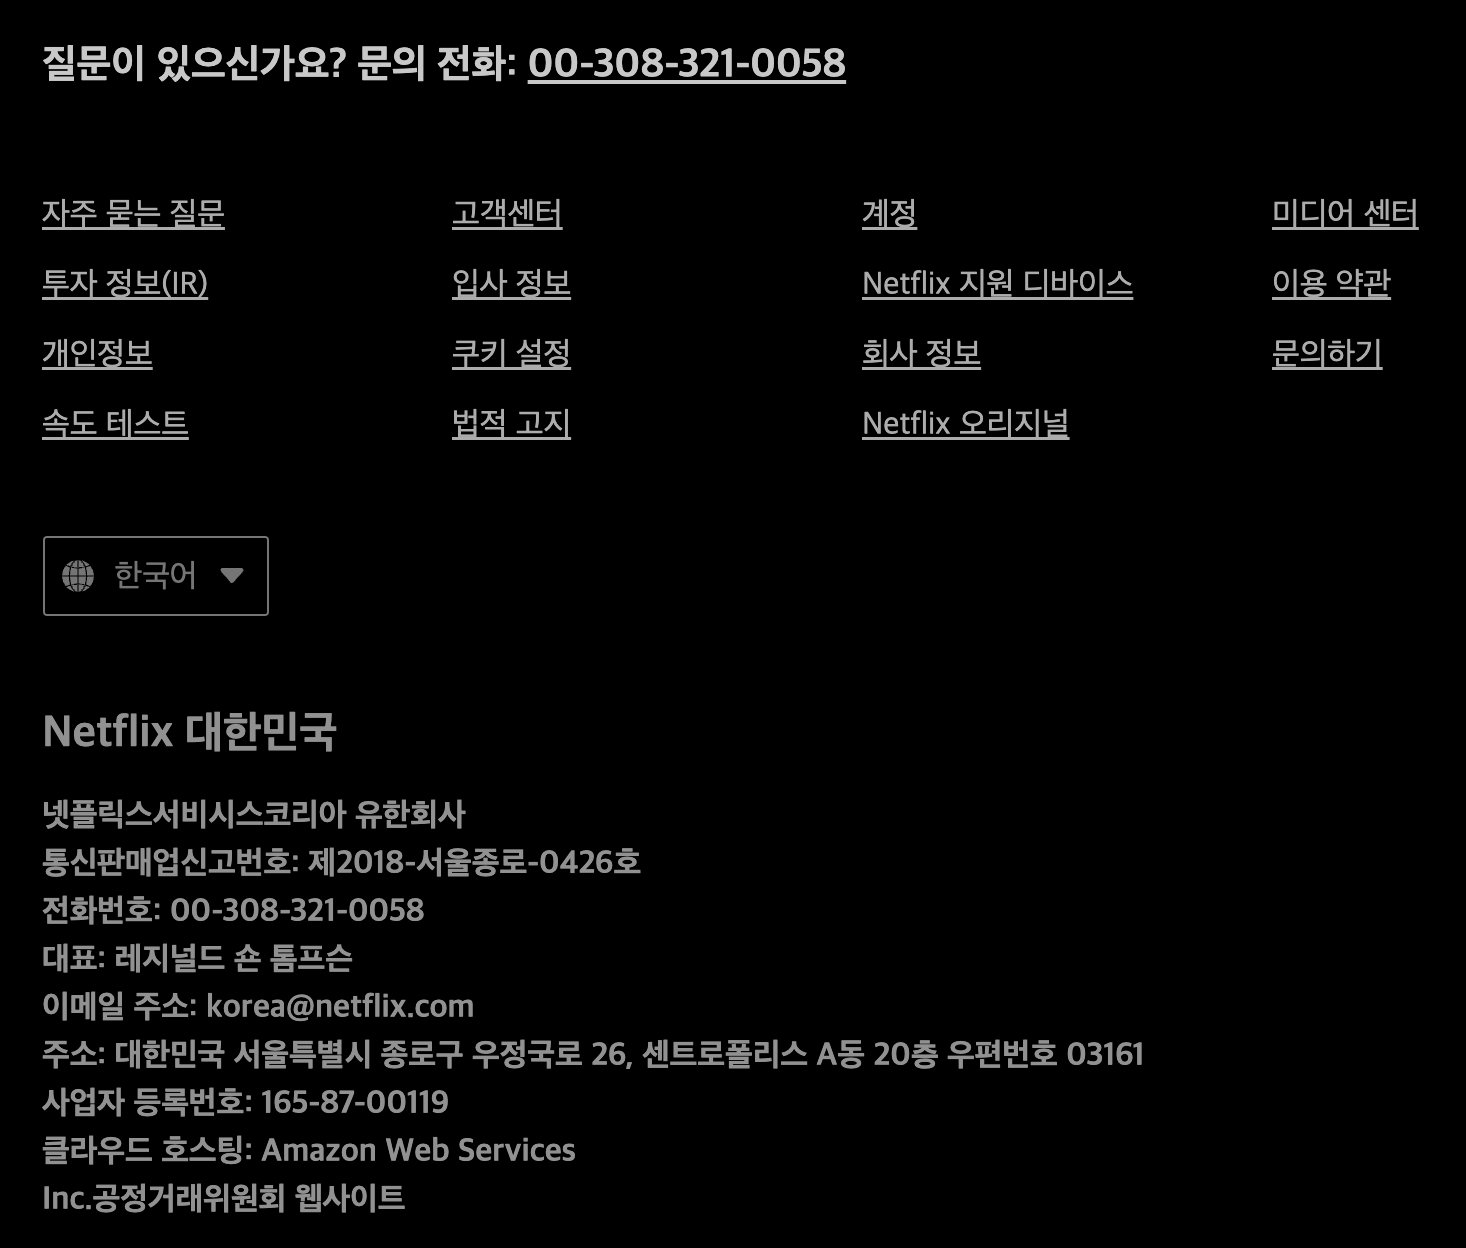 질문이 있으신가요? 문의 전화: 00-308-321-0058
자주 묻는 질문 고객센터 계정 미디어 센터
투자 정보(IR) 입사 정보 Netflix 지원 디바이스 이용 약관
개인정보 쿠키 설정 회사 정보 문의하기
속도 테스트 법적 고지 Netflix 오리지널
한국어
Netflix 대한민국
넷플릭스서비시스코리아 유한회사
통신판매업신고번호: 제2018-서울종로-0426호
전화번호: 00-308-321-0058
대표: 레지널드 숀 톰프슨
이메일 주소: korea@netflix.com
주소: 대한민국 서울특별시 종로구 우정국로 26, 센트로폴리스 A동 20층 우편번호 03161
사업자 등록번호: 165-87-00119
클라우드 호스팅: Amazon Web Services
Inc.공정거래위원회 웹사이트